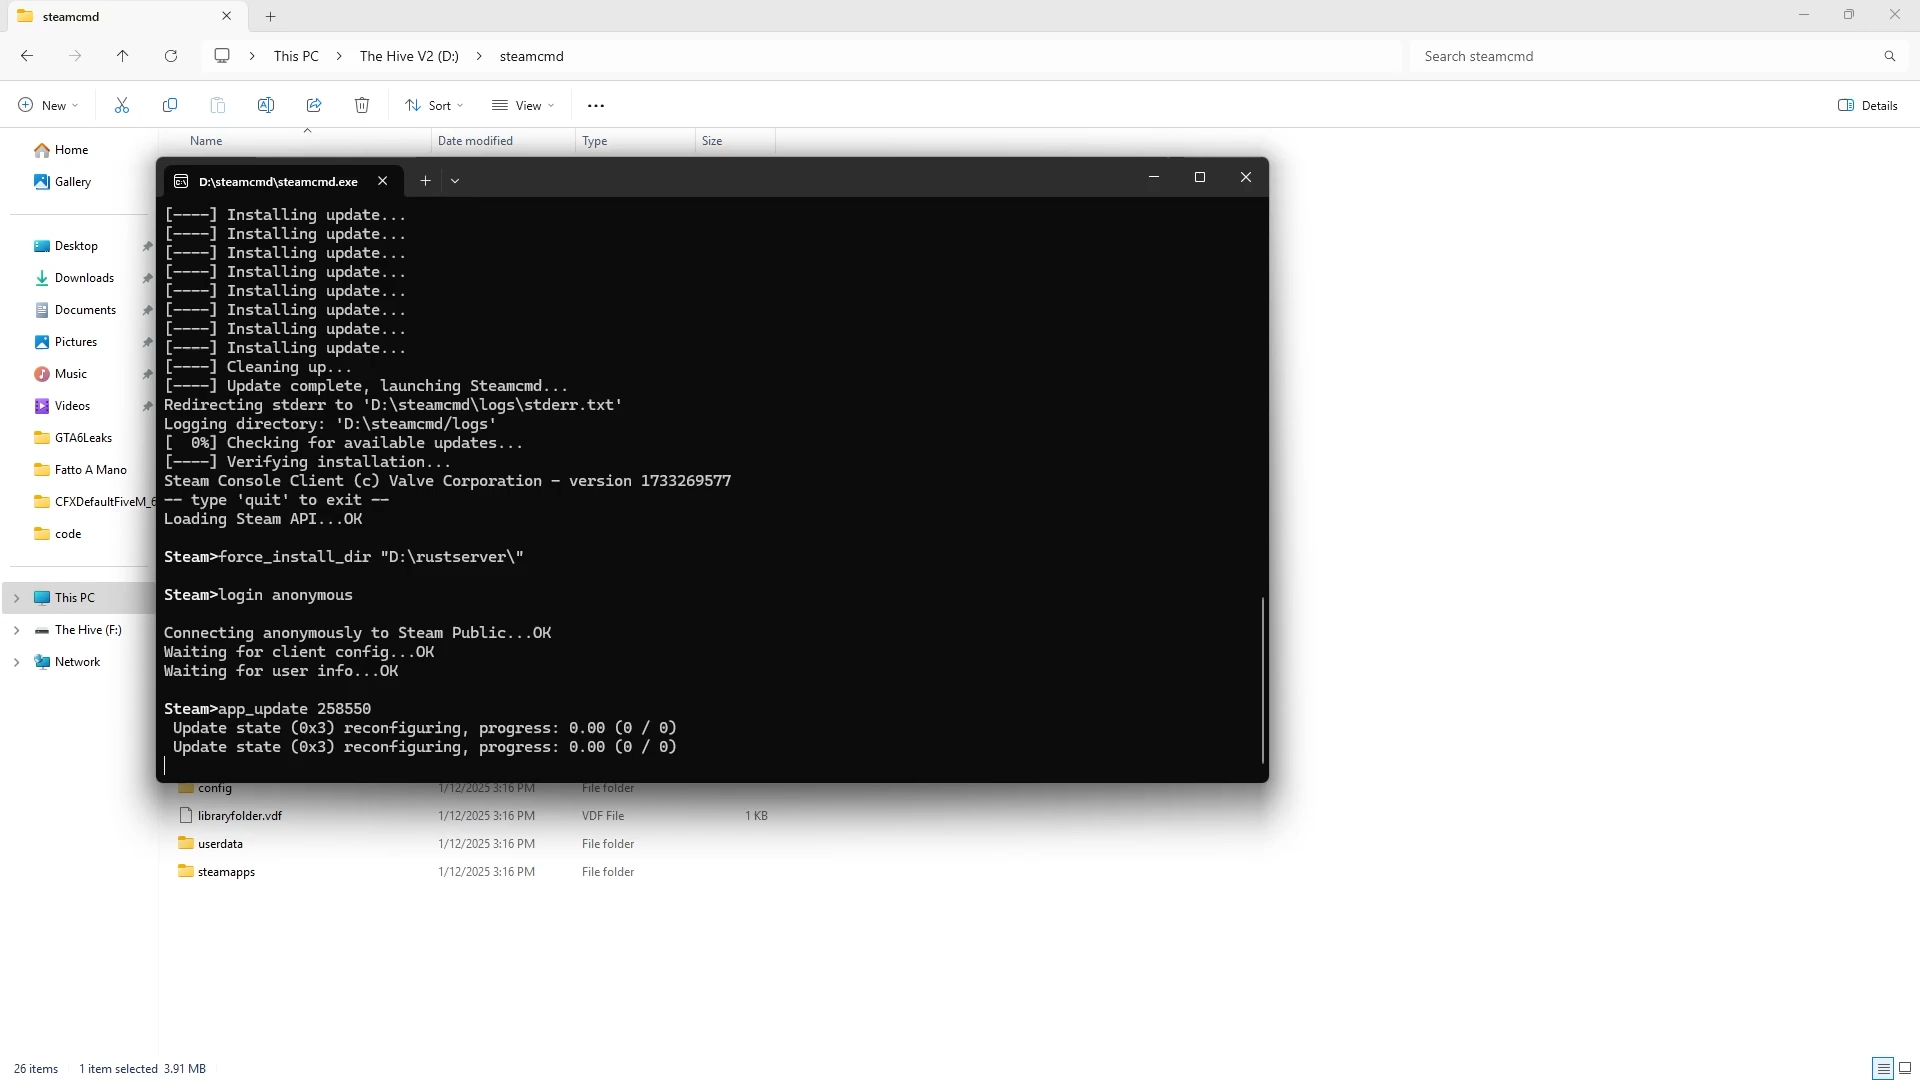 steamcmd
This PC
The Hive V2 (D:)
steamcmd
Search steamcmd
New
Sort
View
Details
Name
Date modified
Type
Size
Home
Gallery
Desktop
Downloads
Documents
Pictures
Music
Videos
GTA6Leaks
Fatto A Mano
CFXDefaultFiveM_6
code
This PC
The Hive (F:)
Network
D:\steamcmd\steamcmd.exe
[----] Installing update...
[----] Installing update...
[----] Installing update...
[----] Installing update...
[----] Installing update...
[----] Installing update...
[----] Installing update...
[----] Installing update...
[----] Cleaning up...
[----] Update complete, launching Steamcmd...
Redirecting stderr to 'D:\steamcmd\logs\stderr.txt'
Logging directory: 'D:\steamcmd/logs'
[  0%] Checking for available updates...
[----] Verifying installation...
Steam Console Client (c) Valve Corporation - version 1733269577
-- type 'quit' to exit --
Loading Steam API...OK
Steam>force_install_dir "D:\rustserver\"
Steam>login anonymous
Connecting anonymously to Steam Public...OK
Waiting for client config...OK
Waiting for user info...OK
Steam>app_update 258550
Update state (0x3) reconfiguring, progress: 0.00 (0 / 0)
Update state (0x3) reconfiguring, progress: 0.00 (0 / 0)
config 1/12/2025 3:16 PM File folder
libraryfolder.vdf 1/12/2025 3:16 PM VDF File 1 KB
userdata 1/12/2025 3:16 PM File folder
steamapps 1/12/2025 3:16 PM File folder
26 items 1 item selected 3.91 MB